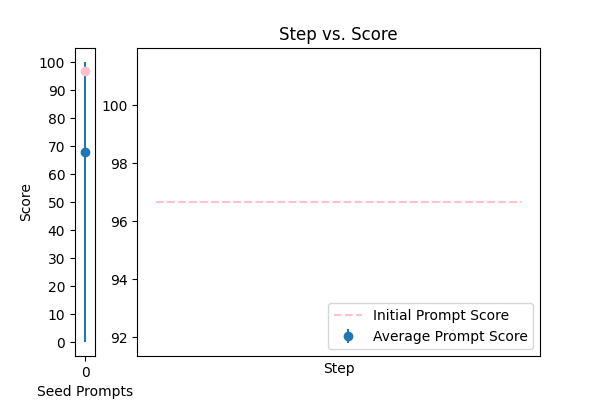 Step vs. Score
Score
100
90
80
70
60
50
40
30
20
10
0
0
Seed Prompts
100
98
96
94
92
Step
Initial Prompt Score
Average Prompt Score